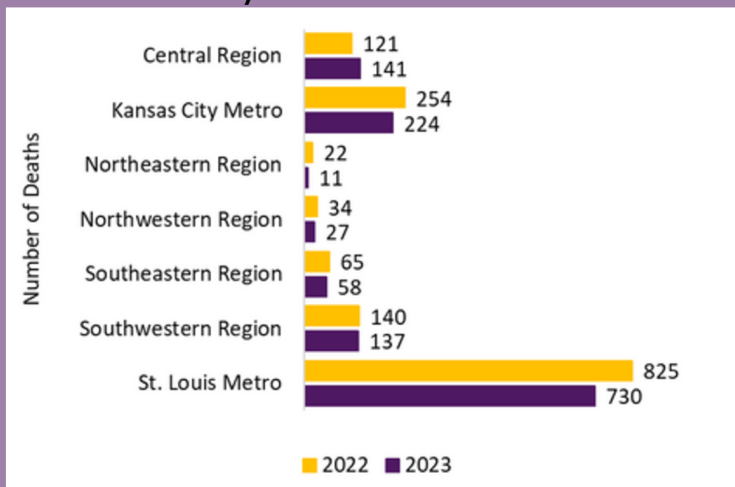 Number of Deaths
Central Region
121
141
Kansas City Metro
254
224
Northeastern Region
22
11
Northwestern Region
34
27
Southeastern Region
65
58
Southwestern Region
140
137
St. Louis Metro
825
730
2022 2023